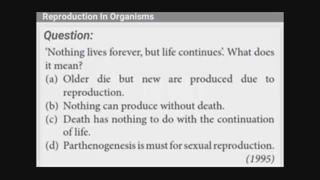 Reproduction In Organisms
Question:
'Nothing lives forever, but life continues'. What does
it mean?
(a) Older die but new are produced due to
reproduction.
(b) Nothing can produce without death.
(c) Death has nothing to do with the continuation
of life.
(d) Parthenogenesis is must for sexual reproduction.
(1995)